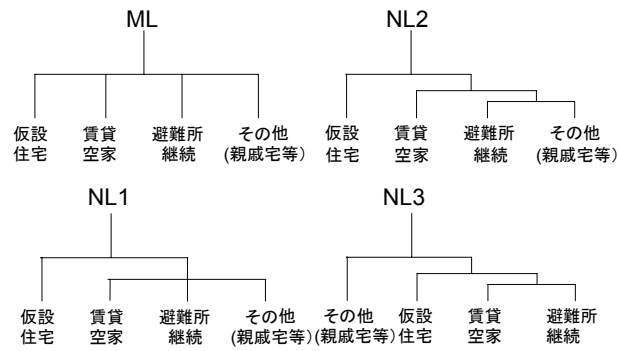 ML
仮設
住宅
賃貸
空家
避難所
継続
その他
(親戚宅等)
NL2
仮設
住宅
賃貸
空家
避難所
継続
その他
(親戚宅等)
NL1
仮設
住宅
賃貸
空家
避難所
継続
その他
(親戚宅等)
NL3
その他
(親戚宅等)
仮設
住宅
賃貸
空家
避難所
継続